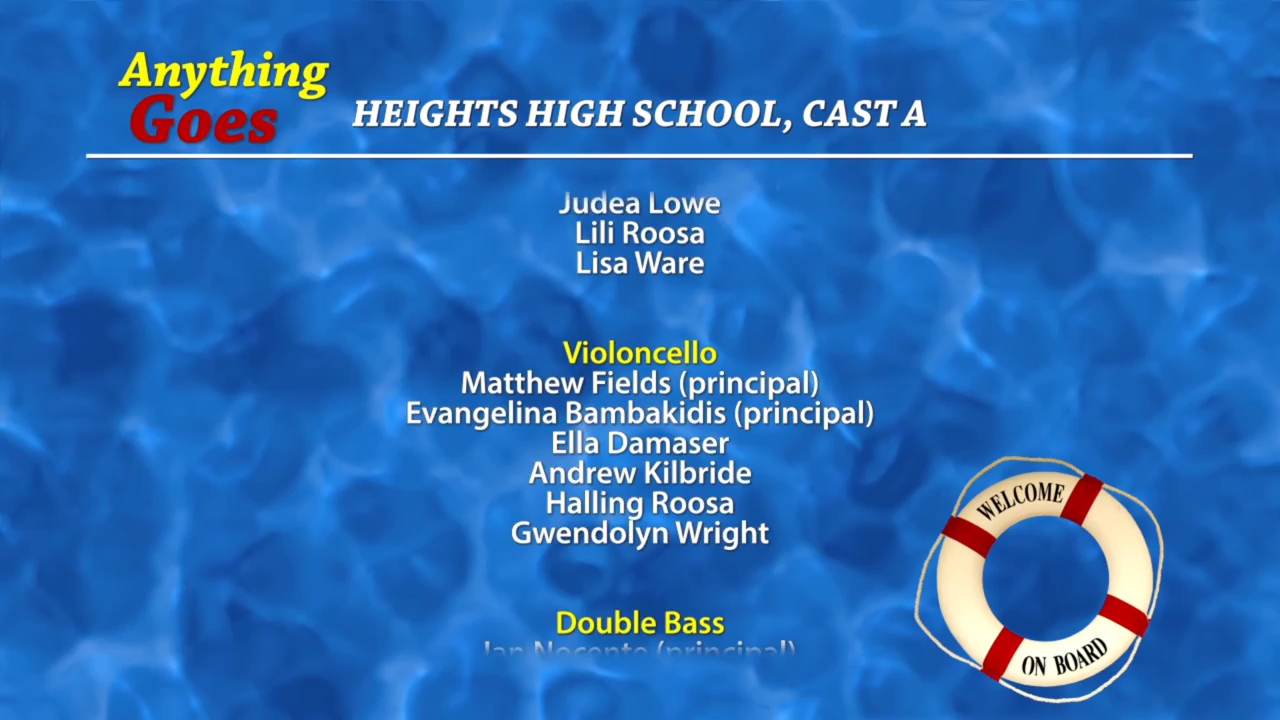 Anything
Goes
HEIGHTS HIGH SCHOOL, CAST A
Judea Lowe
Lili Roosa
Lisa Ware
Violoncello
Matthew Fields (principal)
Evangelina Bambakidis (principal)
Ella Damaser
Andrew Kilbride
Halling Roosa
Gwendolyn Wright
Double Bass
(principal)
WELCOME
ON BOARD